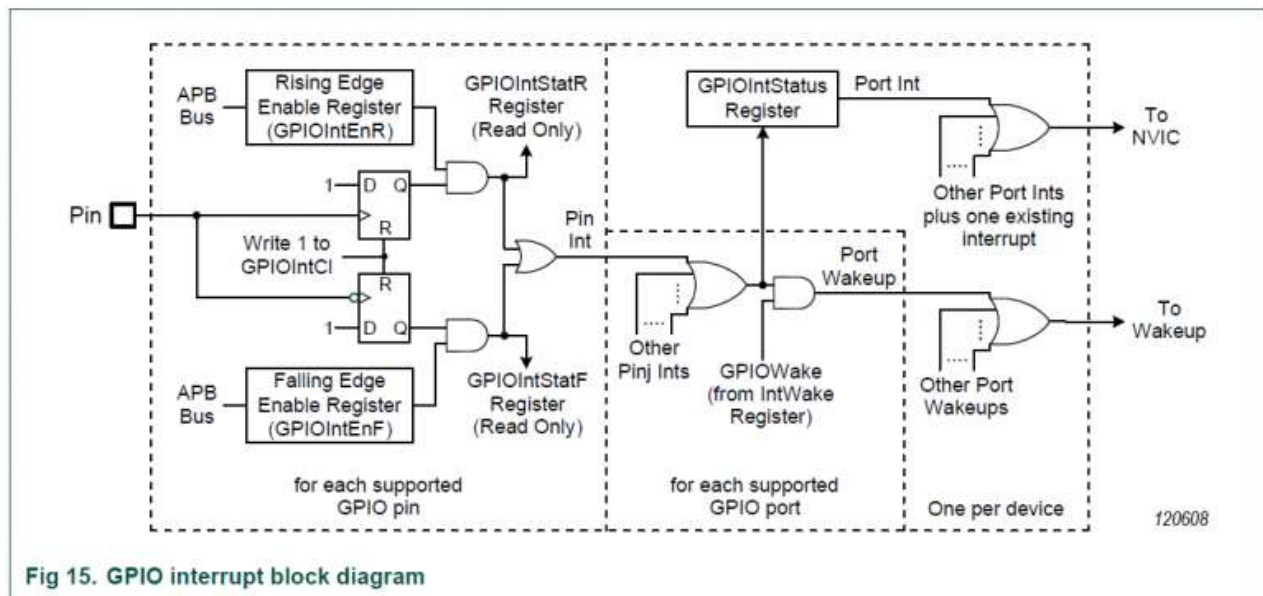 APB
Bus
Rising Edge
Enable Register
(GPIOIntEnR)
GPIOIntStatR
Register
(Read Only)
GPIOIntStatus
Register
Port Int
To
NVIC
1
D Q
R
Pin
Write 1 to
GPIOIntCl
R
1
D Q
Pin
Int
Other Port Ints
plus one existing
interrupt
Port
Wakeup
To
Wakeup
APB
Bus
Falling Edge
Enable Register
(GPIOIntEnF)
GPIOIntStatF
Register
(Read Only)
Other
Pinj Ints
GPIOWake
(from IntWake
Register)
Other Port
Wakeups
for each supported
GPIO pin
for each supported
GPIO port
One per device
120608
Fig 15. GPIO interrupt block diagram